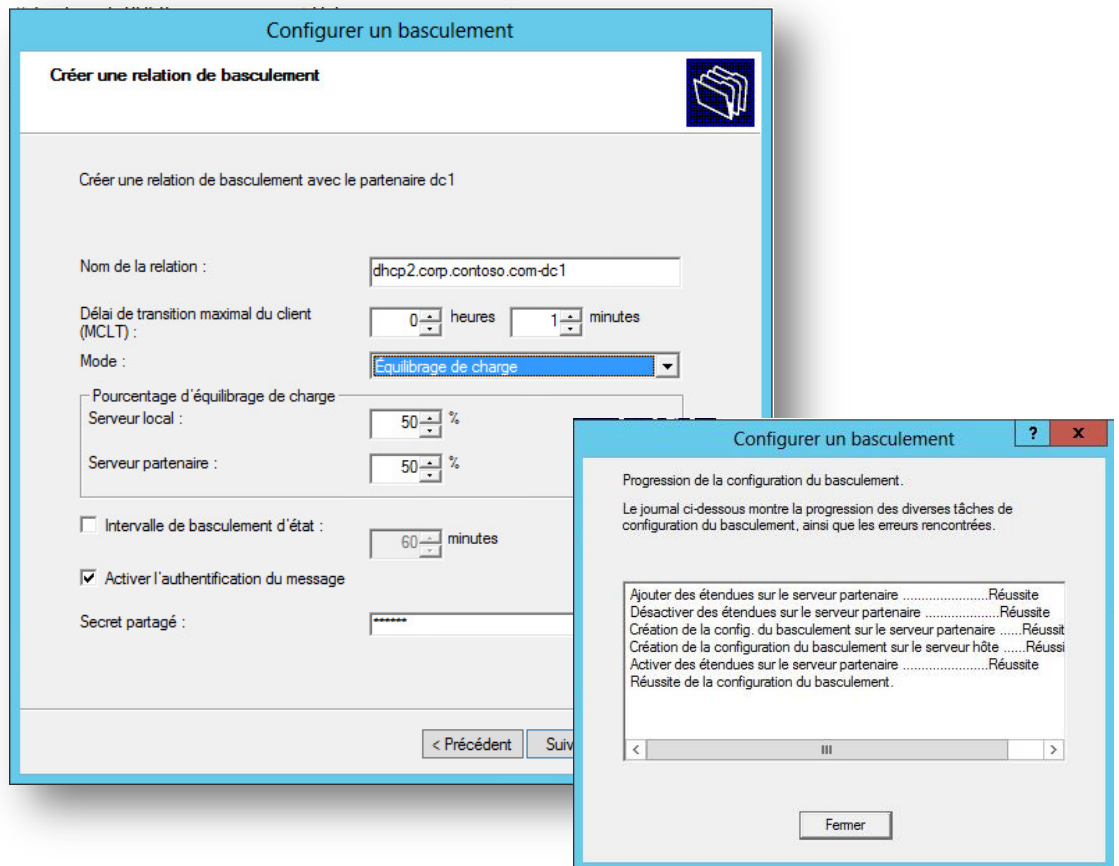 Configurer un basculement
Créer une relation de basculement
Créer une relation de basculement avec le partenaire dc1
Nom de la relation :
dhcp2.corp.contoso.com-dc1
Délai de transition maximal du client
(MCLT) :
0 heures 1 minutes
Mode :
Équilibrage de charge
Pourcentage d'équilibrage de charge
Serveur local :
50 %
Serveur partenaire :
50 %
Intervalle de basculement d'état :
60 minutes
Activer l'authentification du message
Secret partagé :
******
< Précédent
Suiv
Configurer un basculement
? x
Progression de la configuration du basculement.
Le journal ci-dessous montre la progression des diverses tâches de
configuration du basculement, ainsi que les erreurs rencontrées.
Ajouter des étendues sur le serveur partenaire .......................Réussite
Désactiver des étendues sur le serveur partenaire ....................Réussite
Création de la config. du basculement sur le serveur partenaire ......Réussit
Création de la configuration du basculement sur le serveur hôte ......Réussi
Activer des étendues sur le serveur partenaire .......................Réussite
Réussite de la configuration du basculement.
Fermer